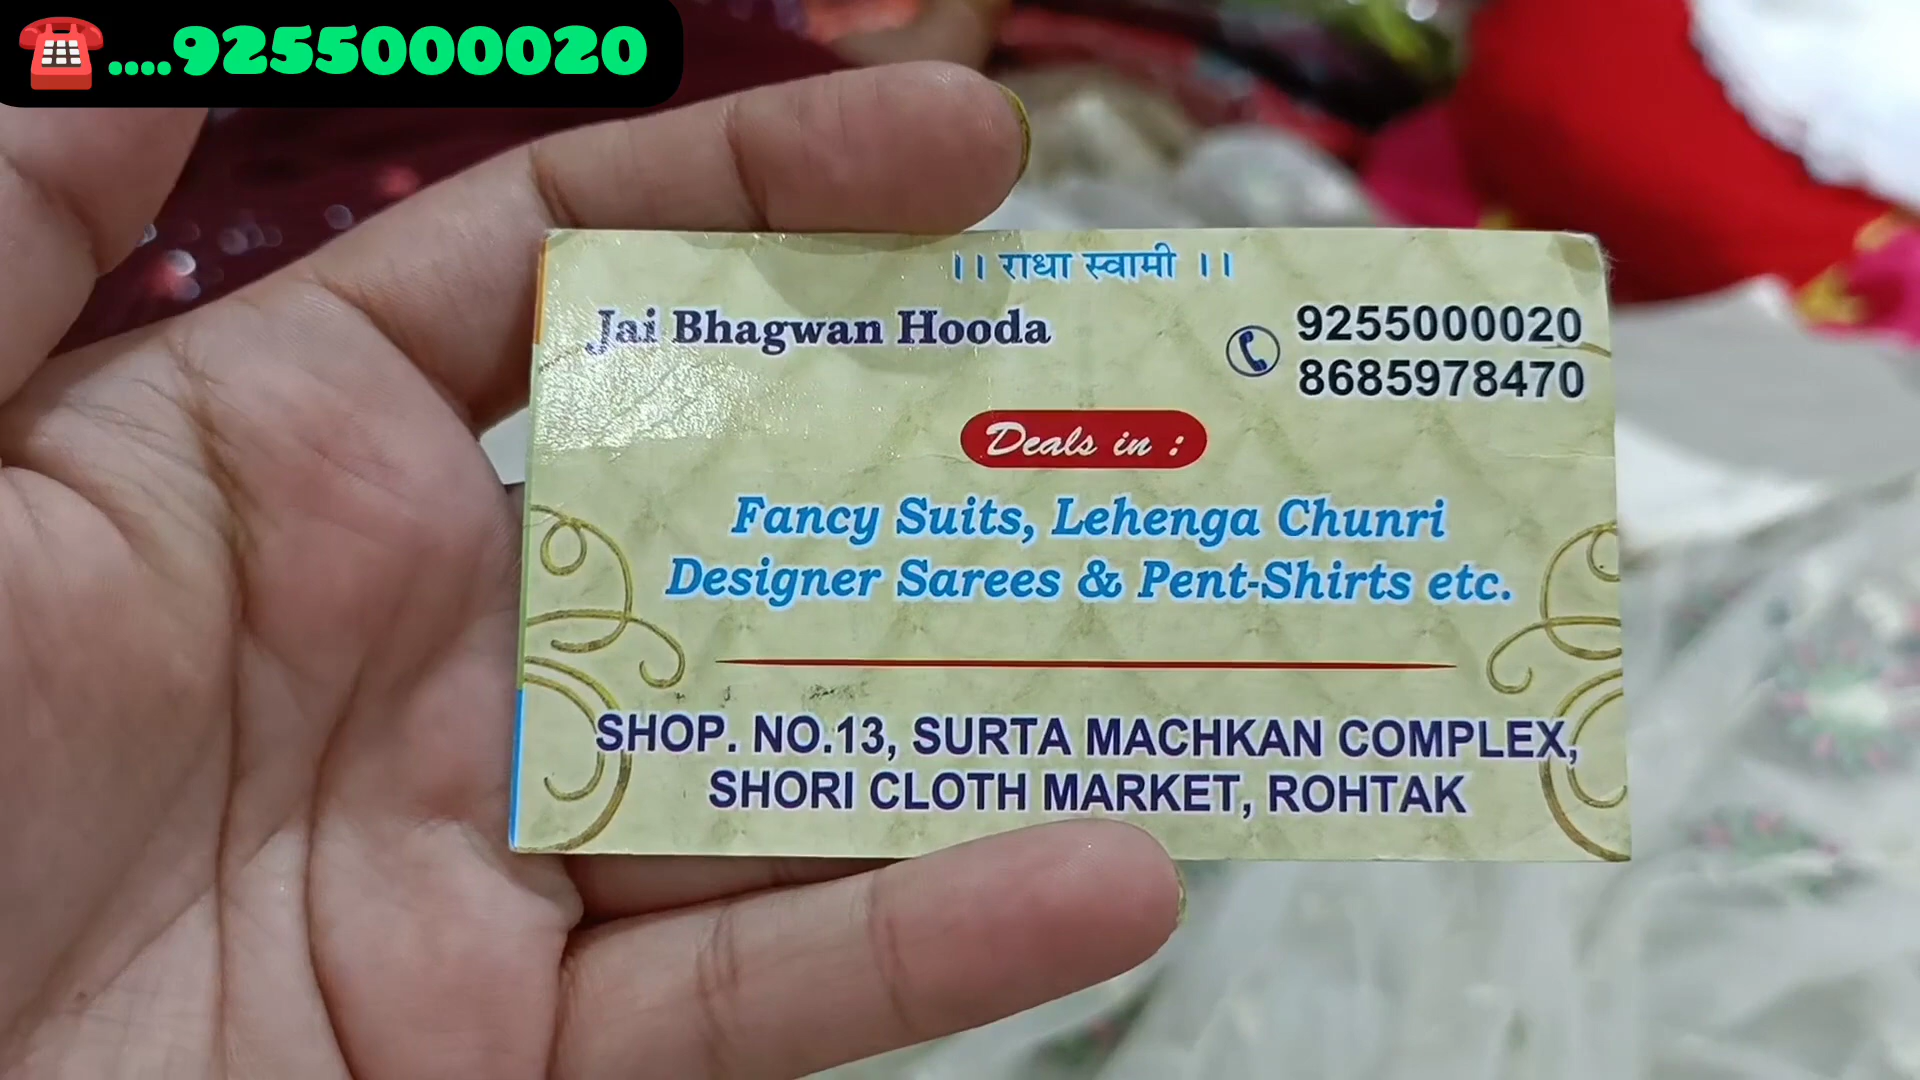 ☎️....9255000020
।। राधा स्वामी ।।
Jai Bhagwan Hooda
9255000020
8685978470
Deals in :
Fancy Suits, Lehenga Chunri
Designer Sarees & Pent-Shirts etc.
SHOP. NO.13, SURTA MACHKAN COMPLEX,
SHORI CLOTH MARKET, ROHTAK